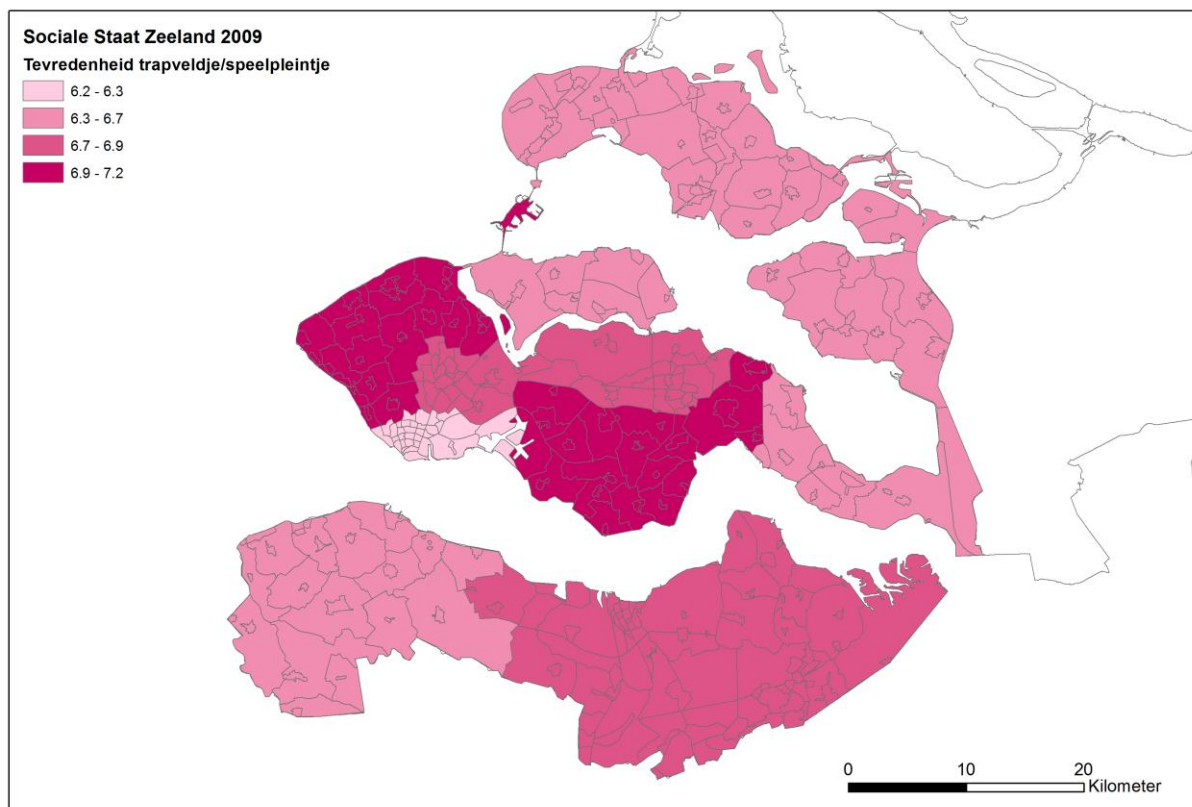 Sociale Staat Zeeland 2009
Tevredenheid trapveldje/speelpleintje
6.2 - 6.3
6.3 - 6.7
6.7 - 6.9
6.9 - 7.2
0 10 20
Kilometer